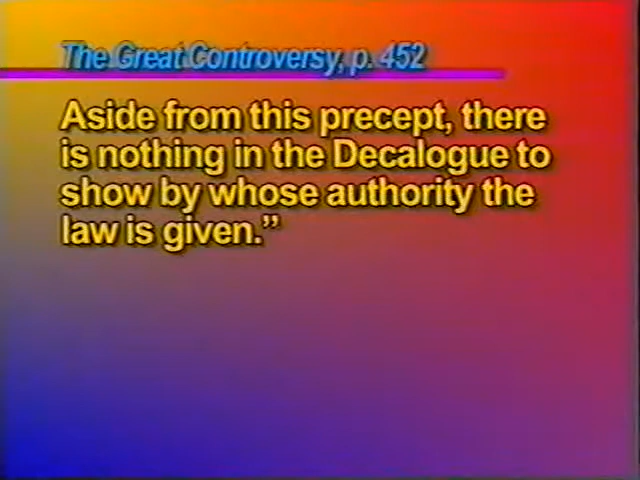 The Great Controversy, p. 452
Aside from this precept, there
is nothing in the Decalogue to
show by whose authority the
law is given.”